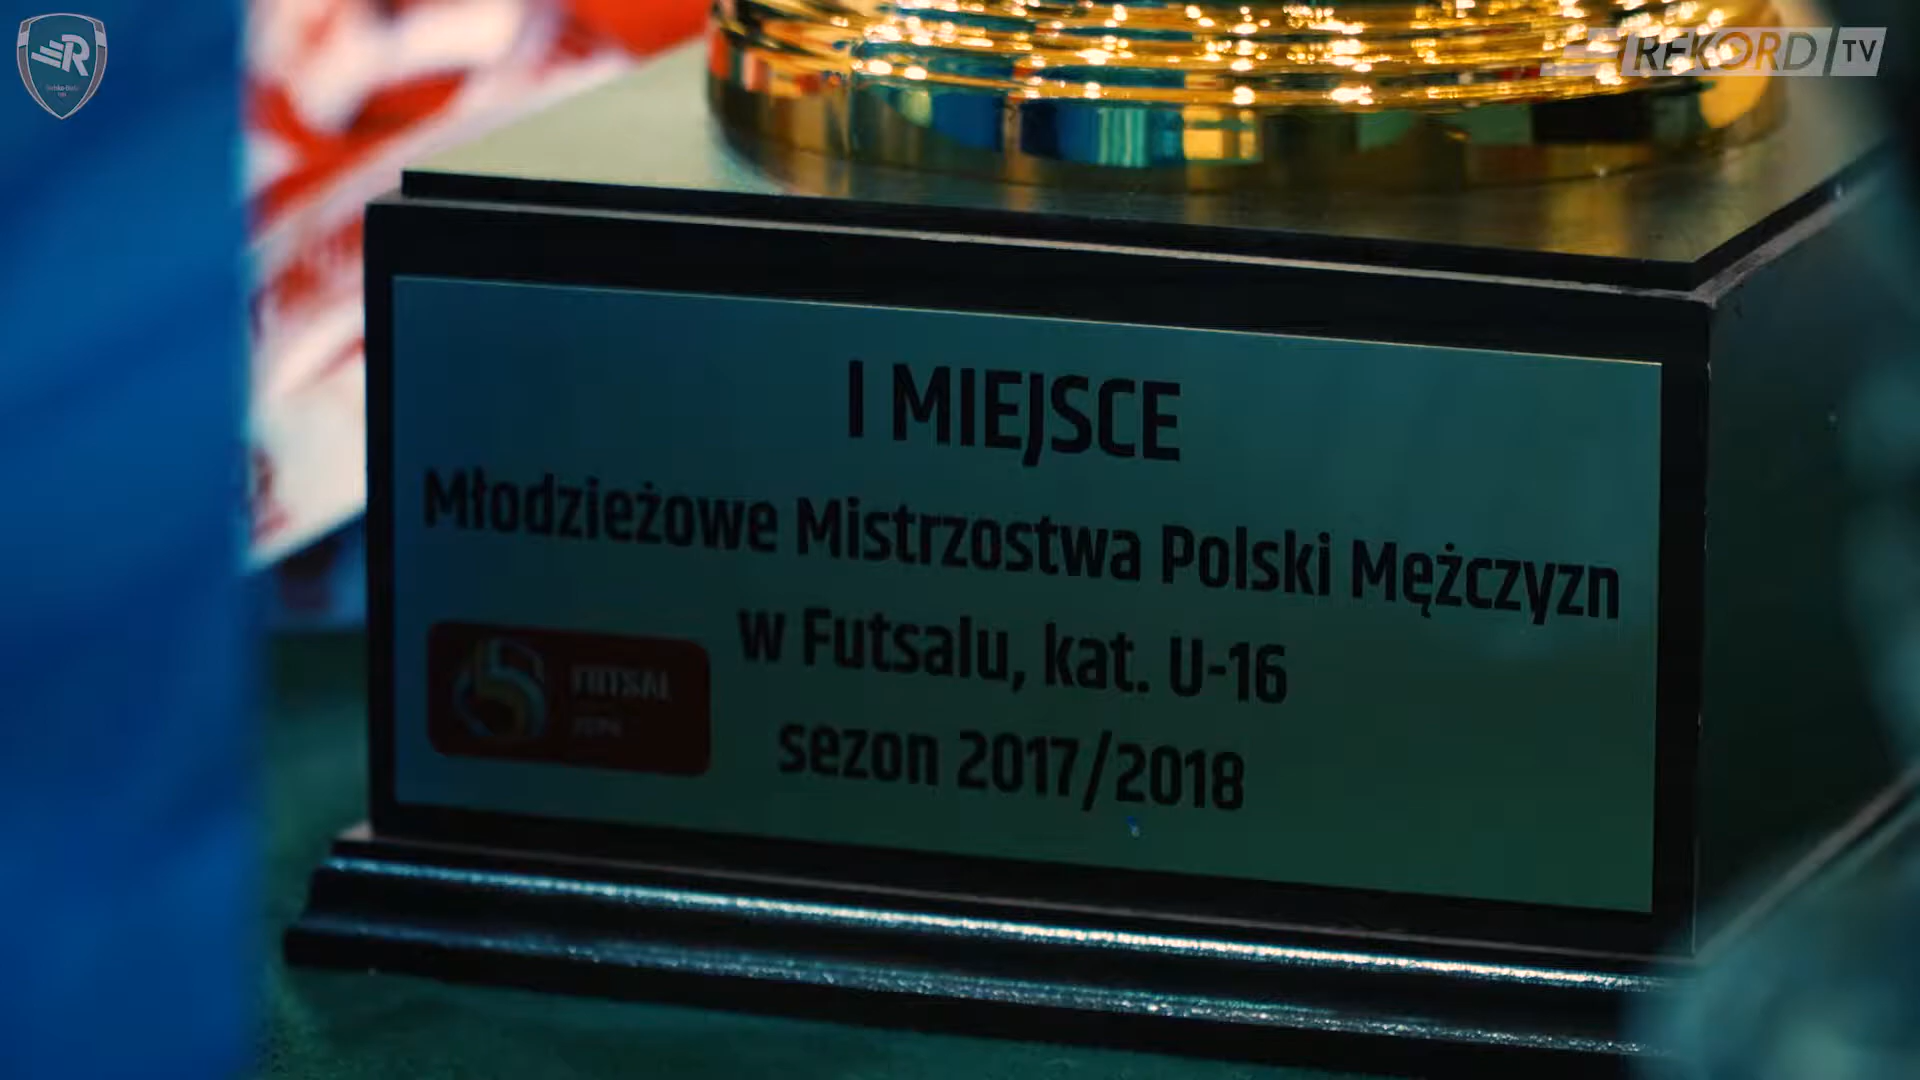 REKORD TV
I MIEJSCE
Młodzieżowe Mistrzostwa Polski Mężczyzn
w Futsalu, kat. U-16
FUTSAL
sezon 2017/2018